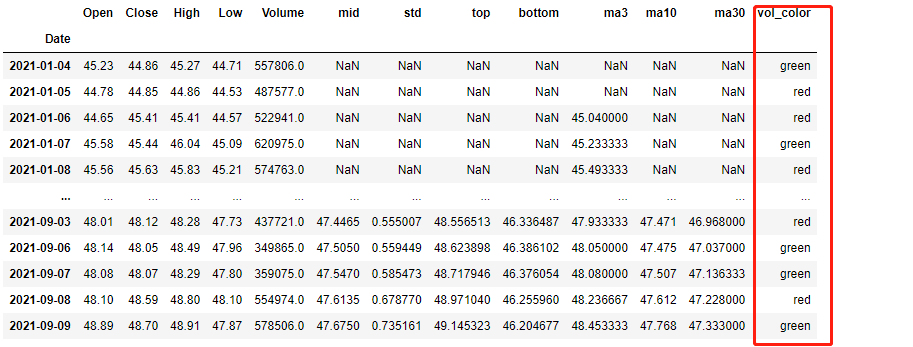 Open Close High Low Volume mid std top bottom ma3 ma10 ma30 vol_color
Date
2021-01-04 45.23 44.86 45.27 44.71 557806.0 NaN NaN NaN NaN NaN NaN NaN green
2021-01-05 44.78 44.85 44.86 44.53 487577.0 NaN NaN NaN NaN NaN NaN NaN red
2021-01-06 44.65 45.41 45.41 44.57 522941.0 NaN NaN NaN NaN 45.040000 NaN NaN red
2021-01-07 45.58 45.44 46.04 45.09 620975.0 NaN NaN NaN NaN 45.233333 NaN NaN green
2021-01-08 45.56 45.63 45.83 45.21 574763.0 NaN NaN NaN NaN 45.493333 NaN NaN red
... ... ... ... ... ... ... ... ... ... ... ... ... ...
2021-09-03 48.01 48.12 48.28 47.73 437721.0 47.4465 0.555007 48.556513 46.336487 47.933333 47.471 46.968000 red
2021-09-06 48.14 48.05 48.49 47.96 349865.0 47.5050 0.559449 48.623898 46.386102 48.050000 47.475 47.037000 green
2021-09-07 48.08 48.07 48.29 47.80 359075.0 47.5470 0.585473 48.717946 46.376054 48.080000 47.507 47.136333 green
2021-09-08 48.10 48.59 48.80 48.10 554974.0 47.6135 0.678770 48.971040 46.255960 48.236667 47.612 47.228000 red
2021-09-09 48.89 48.70 48.91 47.87 578506.0 47.6750 0.735161 49.145323 46.204677 48.453333 47.768 47.333000 green